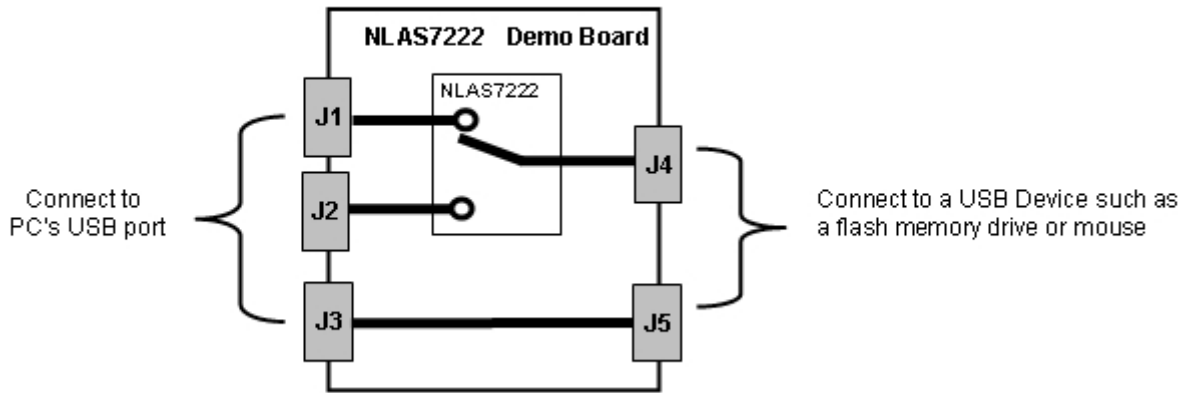 NLAS7222 Demo Board
NLAS7222
J1
J2
J3
J4
J5
Connect to
PC's USB port
Connect to a USB Device such as
a flash memory drive or mouse